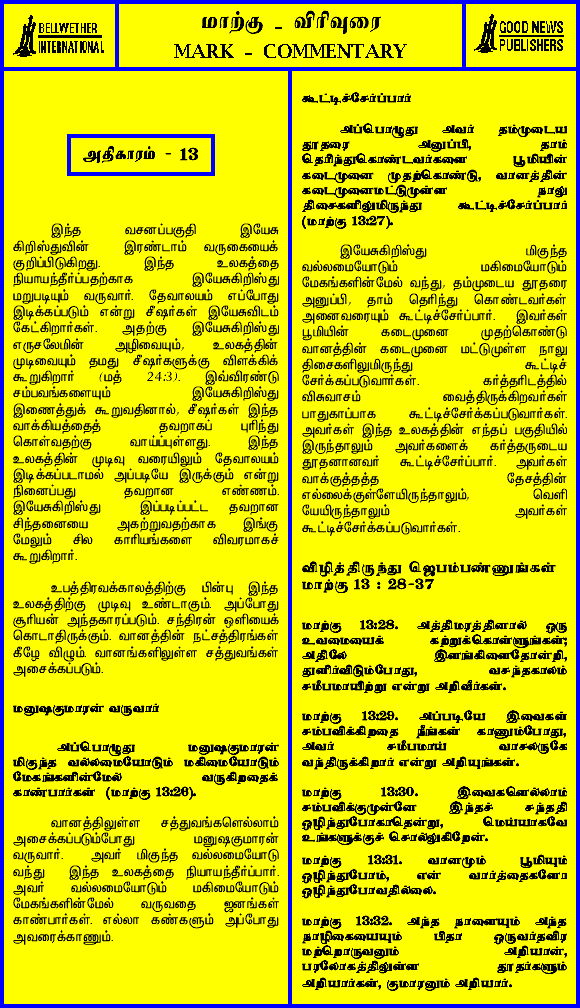 BELLWETHER
INTERNATIONAL
மாற்கு - விரிவுரை
MARK - COMMENTARY
GOOD NEWS
PUBLISHERS
அதிகாரம் - 13
இந்த வசனப்பகுதி இயேசு
கிறிஸ்துவின் இரண்டாம் வருகையைக்
குறிப்பிடுகிறது. இந்த உலகத்தை
நியாயந்தீர்ப்பதற்காக இயேசுகிறிஸ்து
மறுபடியும் வருவார். தேவாலயம் எப்போது
இடிக்கப்படும் என்று சீஷர்கள் இயேசுவிடம்
கேட்கிறார்கள். அதற்கு இயேசுகிறிஸ்து
எருசலேமின் அழிவையும், உலகத்தின்
முடிவையும் தமது சீஷர்களுக்கு விளக்கிக்
கூறுகிறார் (மத் 24:3). இவ்விரண்டு
சம்பவங்களையும் இயேசுகிறிஸ்து
இணைத்துக் கூறுவதினால், சீஷர்கள் இந்த
வாக்கியத்தைத் தவறாகப் புரிந்து
கொள்வதற்கு வாய்ப்புள்ளது. இந்த
உலகத்தின் முடிவு வரையிலும் தேவாலயம்
இடிக்கப்படாமல் அப்படியே இருக்கும் என்று
நினைப்பது தவறான எண்ணம்.
இயேசுகிறிஸ்து இப்படிப்பட்ட தவறான
சிந்தனையை அகற்றுவதற்காக இங்கு
மேலும் சில காரியங்களை விவரமாகச்
கூறுகிறார்.
உபத்திரவக்காலத்திற்கு பின்பு இந்த
உலகத்திற்கு முடிவு உண்டாகும். அப்போது
சூரியன் அந்தகாரப்படும். சந்திரன் ஒளியைக்
கொடாதிருக்கும். வானத்தின் நட்சத்திரங்கள்
கீழே விழும். வானங்களிலுள்ள சத்துவங்கள்
அசைக்கப்படும்.
மனுஷகுமாரன் வருவார்
அப்பொழுது மனுஷகுமாரன்
மிகுந்த வல்லமையோடும் மகிமையோடும்
மேகங்களின்மேல் வருகிறதைக்
காண்பார்கள் (மாற்கு 13:26).
வானத்திலுள்ள சத்துவங்களெல்லாம்
அசைக்கப்படும்போது மனுஷகுமாரன்
வருவார். அவர் மிகுந்த வல்லமையோடு
வந்து இந்த உலகத்தை நியாயந்தீர்ப்பார்.
அவர் வல்லமையோடும் மகிமையோடும்
மேகங்களின்மேல் வருவதை ஜனங்கள்
காண்பார்கள். எல்லா கண்களும் அப்போது
அவரைக்காணும்.
கூட்டிச்சேர்ப்பார்
அப்பொழுது அவர் தம்முடைய
தூதரை அனுப்பி, தாம்
தெரிந்துகொண்டவர்களை பூமியின்
கடைமுனை முதற்கொண்டு, வானத்தின்
கடைமுனைமட்டுமுள்ள நாலு
திசைகளிலுமிருந்து கூட்டிச்சேர்ப்பார்
(மாற்கு 13:27).
இயேசுகிறிஸ்து மிகுந்த
வல்லமையோடும் மகிமையோடும்
மேகங்களின்மேல் வந்து, தம்முடைய தூதரை
அனுப்பி, தாம் தெரிந்து கொண்டவர்கள்
அனைவரையும் கூட்டிச்சேர்ப்பார். இவர்கள்
பூமியின் கடைமுனை முதற்கொண்டு
வானத்தின் கடைமுனை மட்டுமுள்ள நாலு
திசைகளிலுமிருந்து கூட்டிச்
சேர்க்கப்படுவார்கள். கர்த்தரிடத்தில்
விசுவாசம் வைத்திருக்கிறவர்கள்
பாதுகாப்பாக கூட்டிச்சேர்க்கப்படுவார்கள்.
அவர்கள் இந்த உலகத்தின் எந்தப் பகுதியில்
இருந்தாலும் அவர்களைக் கர்த்தருடைய
தூதனானவர் கூட்டிச்சேர்ப்பார். அவர்கள்
வாக்குத்தத்த தேசத்தின்
எல்லைக்குள்ளேயிருந்தாலும், வெளி
யேயிருந்தாலும் அவர்கள்
கூட்டிச்சேர்க்கப்படுவார்கள்.
விழித்திருந்து ஜெபம்பண்ணுங்கள்
மாற்கு 13 : 28-37
மாற்கு 13:28. அத்திமரத்தினால் ஒரு
உவமையைக் கற்றுக்கொள்ளுங்கள்;
அதிலே இளங்கிளைதோன்றி,
துளிர்விடும்போது, வசந்தகாலம்
சமீபமாயிற்று என்று அறிவீர்கள்.
மாற்கு 13:29. அப்படியே இவைகள்
சம்பவிக்கிறதை நீங்கள் காணும்போது,
அவர் சமீபமாய் வாசலருகே
வந்திருக்கிறார் என்று அறியுங்கள்.
மாற்கு 13:30. இவைகளெல்லாம்
சம்பவிக்குமுன்னே இந்தச் சந்ததி
ஒழிந்துபோகாதென்று, மெய்யாகவே
உங்களுக்குச் சொல்லுகிறேன்.
மாற்கு 13:31. வானமும் பூமியும்
ஒழிந்துபோம், என் வார்த்தைகளோ
ஒழிந்துபோவதில்லை.
மாற்கு 13:32. அந்த நாளையும் அந்த
நாழிகையையும் பிதா ஒருவர்தவிர
மற்றொருவனும் அறியான்,
பரலோகத்திலுள்ள தூதர்களும்
அறியார்கள், குமாரனும் அறியார்.